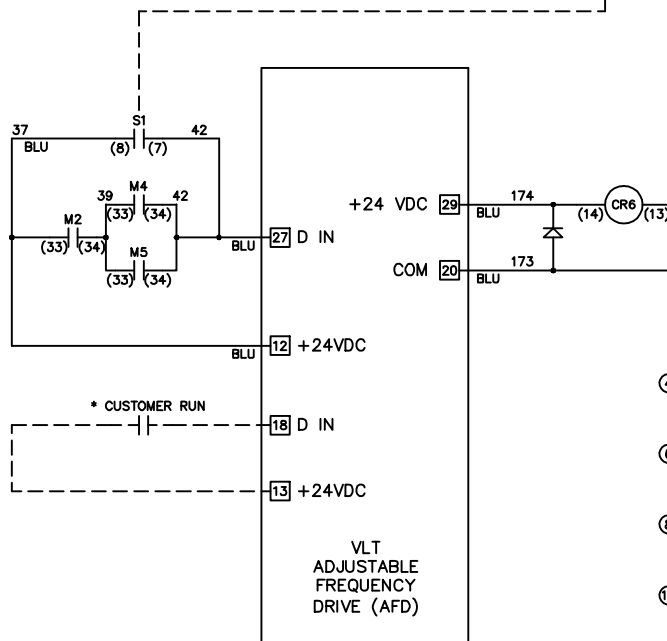 S1
37
42
BLU
(8)
(7)
39
M4
42
(33)
(34)
M2
(33)
(34)
M5
(33)
(34)
BLU
27 D IN
+24 VDC 29
174
BLU
(14)
CR6
(13)
COM 20
173
BLU
BLU
12 +24VDC
* CUSTOMER RUN
18 D IN
13 +24VDC
VLT
ADJUSTABLE
FREQUENCY
DRIVE (AFD)